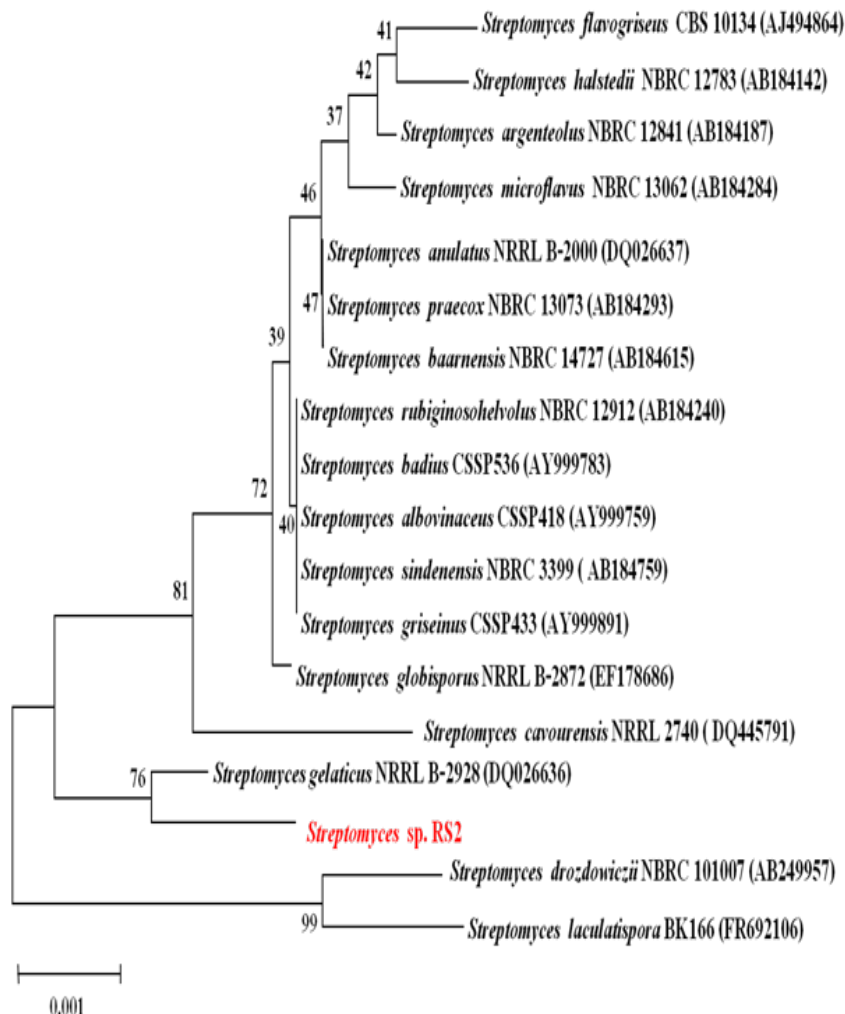 41
Streptomyces flavogriseus CBS 10134 (AJ494864)
42
Streptomyces halstedii NBRC 12783 (AB184142)
37
Streptomyces argenteolus NBRC 12841 (AB184187)
Streptomyces microflavus NBRC 13062 (AB184284)
46
Streptomyces anulatus NRRL B-2000 (DQ026637)
47
Streptomyces praecox NBRC 13073 (AB184293)
39
Streptomyces baarnensis NBRC 14727 (AB184615)
Streptomyces rubiginosohelvolus NBRC 12912 (AB184240)
Streptomyces badius CSSP536 (AY999783)
72
40
Streptomyces albovinaceus CSSP418 (AY999759)
Streptomyces sindenensis NBRC 3399 ( AB184759)
81
Streptomyces griseinus CSSP433 (AY999891)
Streptomyces globisporus NRRL B-2872 (EF178686)
Streptomyces cavourensis NRRL 2740 ( DQ445791)
76
Streptomyces gelaticus NRRL B-2928 (DQ026636)
Streptomyces sp. RS2
Streptomyces drozdowiczii NBRC 101007 (AB249957)
99
Streptomyces laculatispora BK166 (FR692106)
0.001